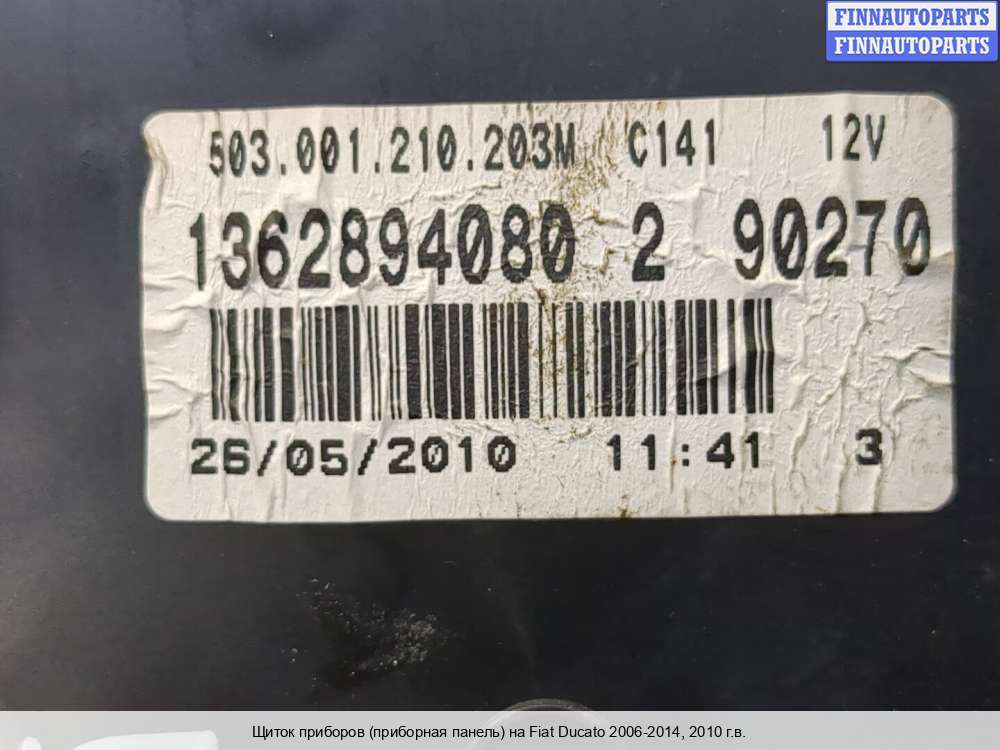 FINNAUTOPARTS
FINNAUTOPARTS
503.001.210.203M C141 12V
1362894080 2 90270
26/05/2010 11:41 3
Щиток приборов (приборная панель) на Fiat Ducato 2006-2014, 2010 г.в.